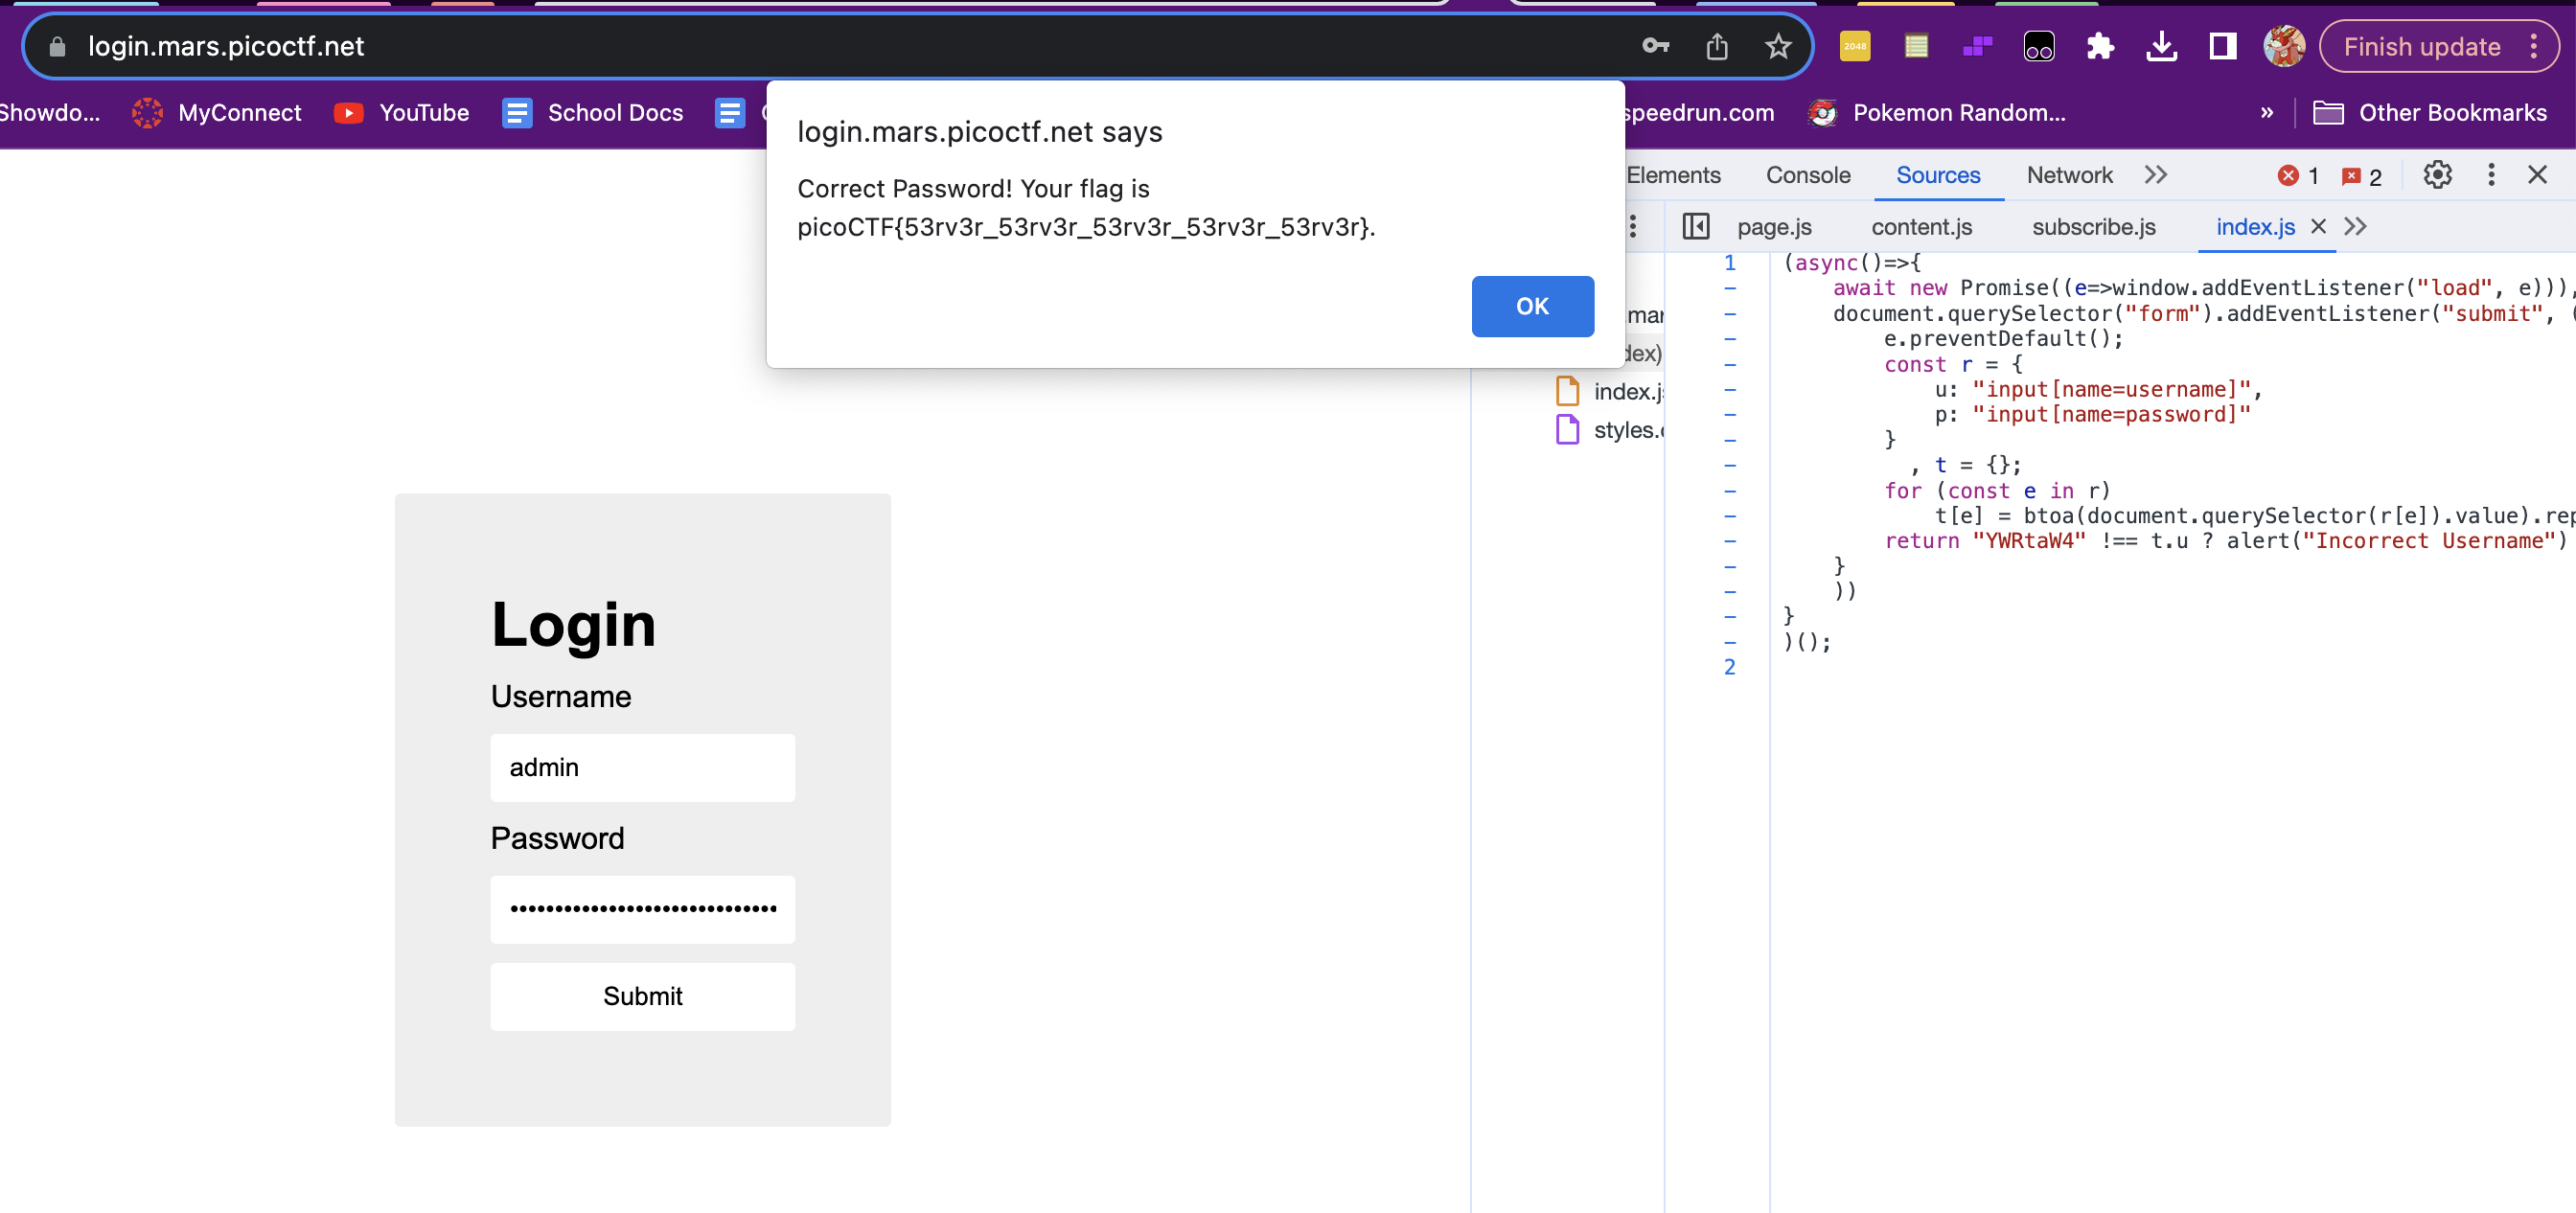 login.mars.picoctf.net
2048
Finish update
Showdo... MyConnect YouTube School Docs speedrun.com Pokemon Random... » Other Bookmarks
login.mars.picoctf.net says
Correct Password! Your flag is
picoCTF{53rv3r_53rv3r_53rv3r_53rv3r_53rv3r}.
OK
Elements Console Sources Network 1 2
page.js content.js subscribe.js index.js
index.js
styles.c
1 (async()=>{
- await new Promise((e=>window.addEventListener("load", e))),
- document.querySelector("form").addEventListener("submit", (
- e.preventDefault();
- const r = {
- u: "input[name=username]",
- p: "input[name=password]"
- }
- , t = {};
- for (const e in r)
- t[e] = btoa(document.querySelector(r[e]).value).rep
- return "YWRtaW4" !== t.u ? alert("Incorrect Username")
- }
- ))
- }
- )();
2
Login
Username
admin
Password
••••••••••••••••••••••••••••••
Submit